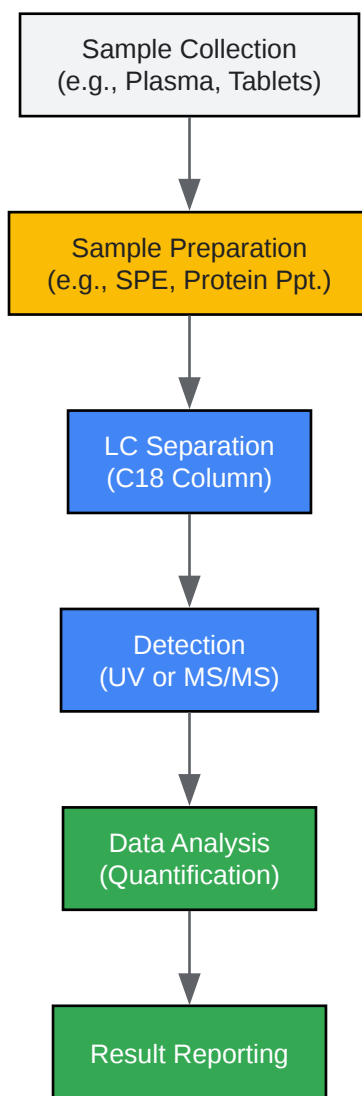 Sample Collection
(e.g., Plasma, Tablets)
Sample Preparation
(e.g., SPE, Protein Ppt.)
LC Separation
(C18 Column)
Detection
(UV or MS/MS)
Data Analysis
(Quantification)
Result Reporting